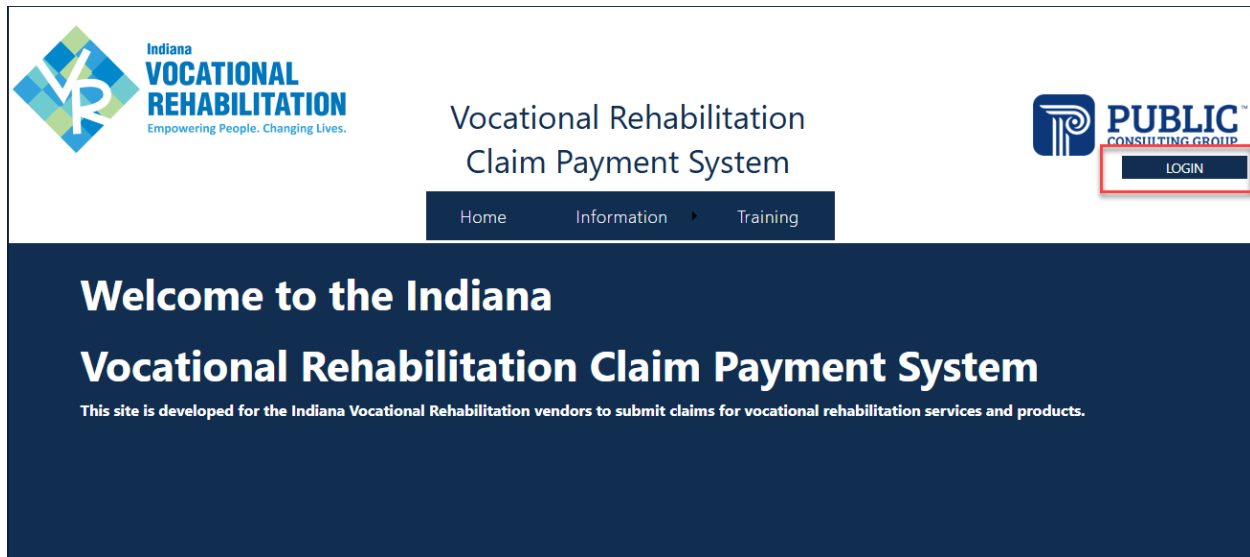 Indiana
VOCATIONAL
REHABILITATION
Empowering People. Changing Lives.
VR
Vocational Rehabilitation
Claim Payment System
PUBLIC™
CONSULTING GROUP
LOGIN
Home Information Training
Welcome to the Indiana
Vocational Rehabilitation Claim Payment System
This site is developed for the Indiana Vocational Rehabilitation vendors to submit claims for vocational rehabilitation services and products.